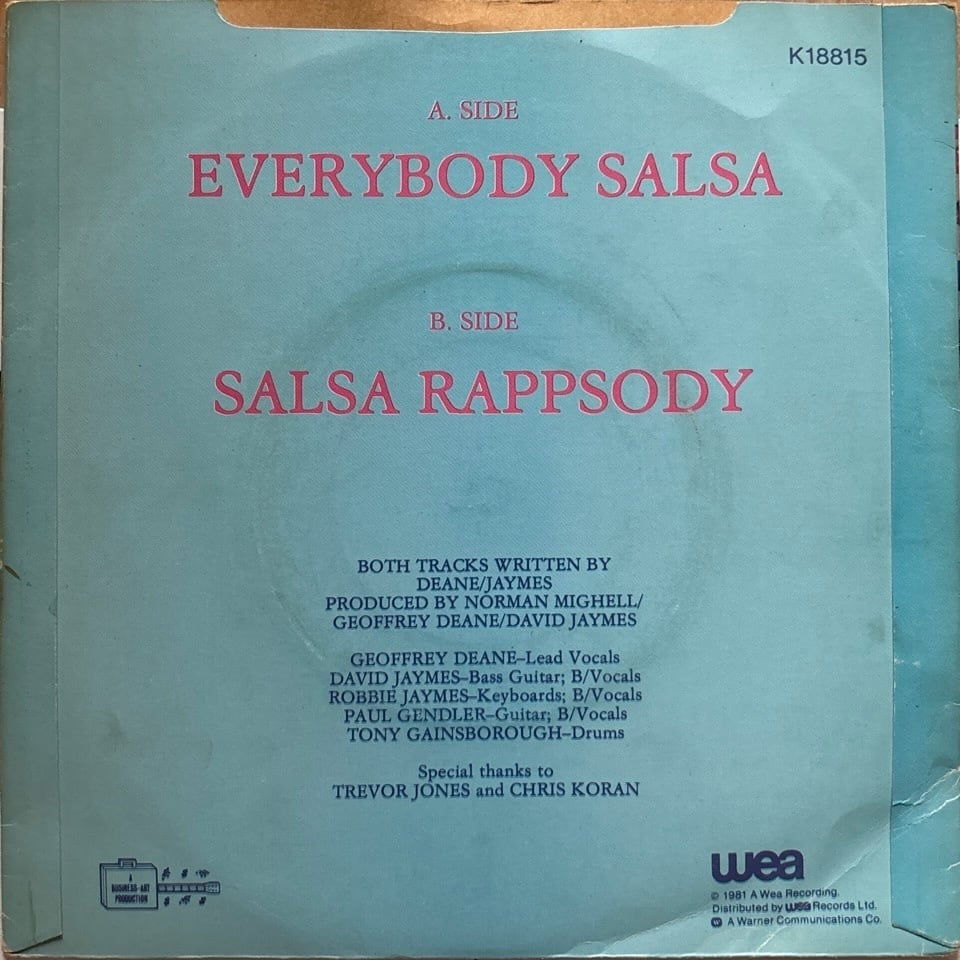 K18815
A. SIDE
EVERYBODY SALSA
B. SIDE
SALSA RAPPSODY
BOTH TRACKS WRITTEN BY
DEANE/JAYMES
PRODUCED BY NORMAN MIGHELL/
GEOFFREY DEANE/DAVID JAYMES
GEOFFREY DEANE–Lead Vocals
DAVID JAYMES–Bass Guitar; B/Vocals
ROBBIE JAYMES–Keyboards; B/Vocals
PAUL GENDLER–Guitar; B/Vocals
TONY GAINSBOROUGH–Drums
Special thanks to
TREVOR JONES and CHRIS KORAN
A
BUSINESS-ART
PRODUCTION
wea
© 1981 A Wea Recording.
Distributed by wea Records Ltd.
A Warner Communications Co.